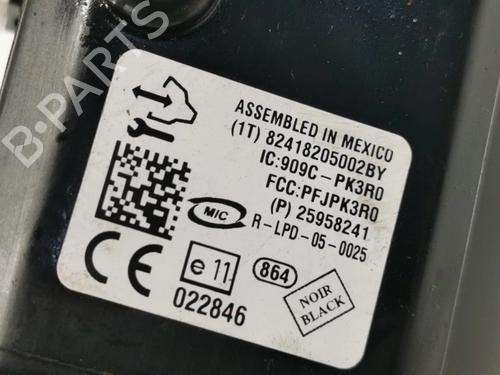 ASSEMBLED IN MEXICO
(1T) 82418205002BY
IC:909C-PK3R0
FCC:PFJPK3R0
(P) 25958241
MIC
R-LPD-05-0025
CE
e 11
864
022846
NOIR
BLACK
B-PARTS